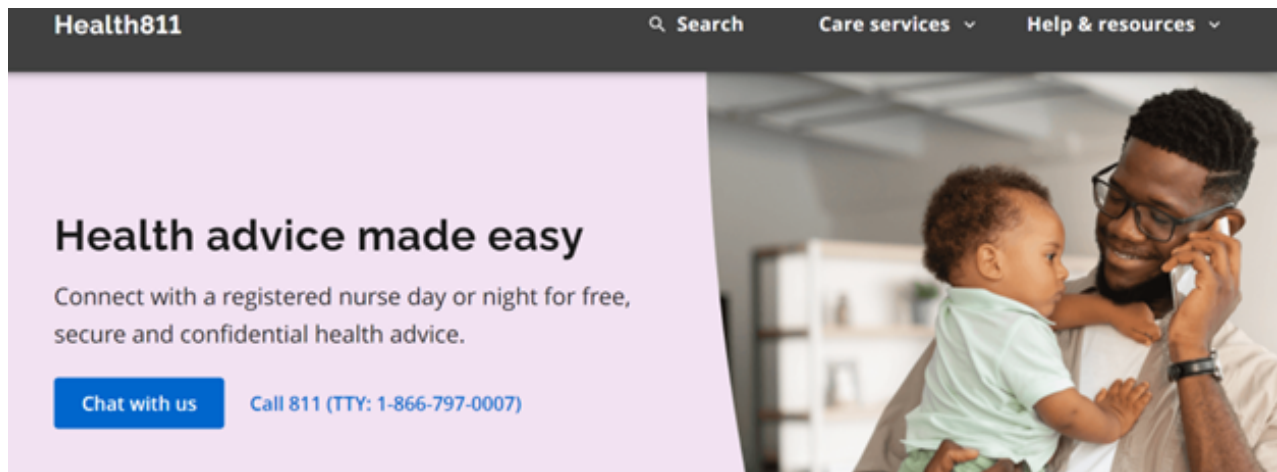 Health811
Search
Care services
Help & resources
Health advice made easy
Connect with a registered nurse day or night for free,
secure and confidential health advice.
Chat with us
Call 811 (TTY: 1-866-797-0007)